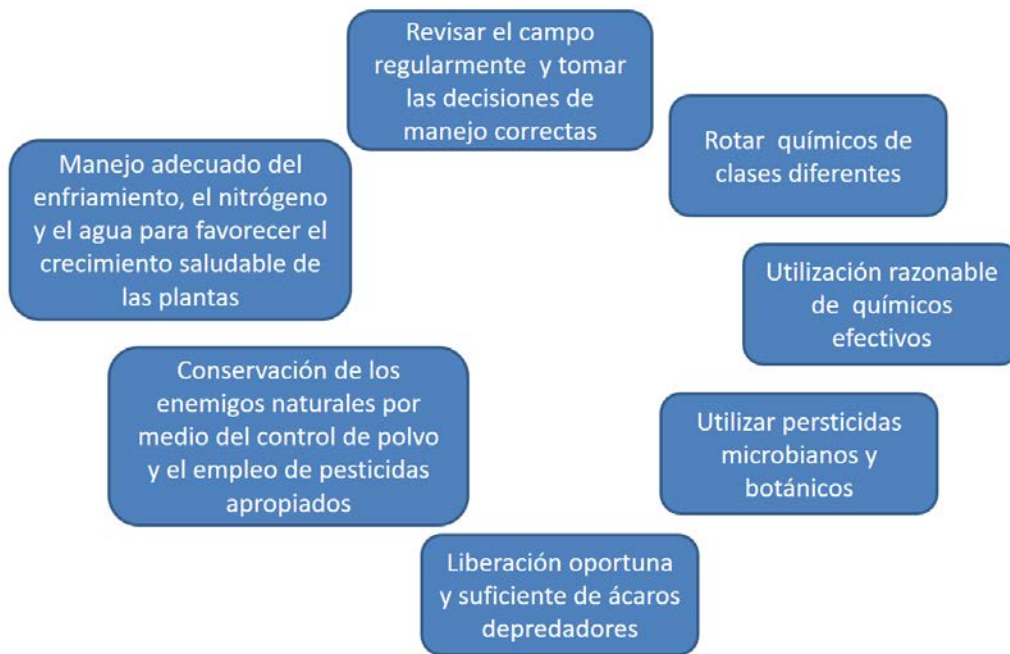 Revisar el campo
regularmente y tomar
las decisiones de
manejo correctas
Rotar químicos de
clases diferentes
Utilización razonable
de químicos
efectivos
Utilizar persticidas
microbianos y
botánicos
Liberación oportuna
y suficiente de ácaros
depredadores
Conservación de los
enemigos naturales por
medio del control de polvo
y el empleo de pesticidas
apropiados
Manejo adecuado del
enfriamiento, el nitrógeno
y el agua para favorecer el
crecimiento saludable de
las plantas